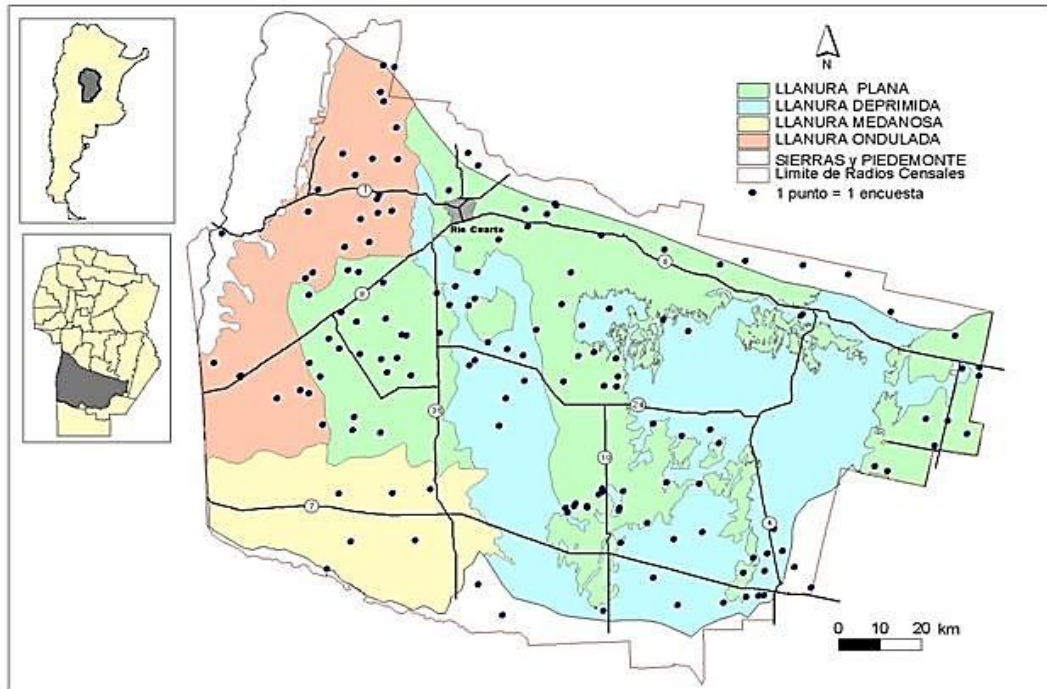 N
LLANURA PLANA
LLANURA DEPRIMIDA
LLANURA MEDANOSA
LLANURA ONDULADA
SIERRAS y PIEDEMONTE
Limite de Radios Censales
1 punto = 1 encuesta
1
Rio Cuarto
8
8
35
24
10
7
4
0 10 20 km